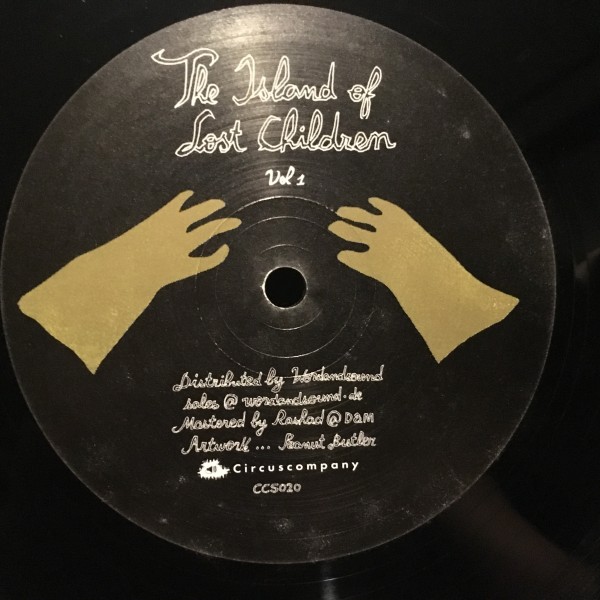 The Island of
Lost Children
Vol 1
Distributed by Wordandsound
sales @ wordandsound.de
Mastered by Rashad @ D&M
Artwork ... Peanut Butler
Circuscompany
CCS020